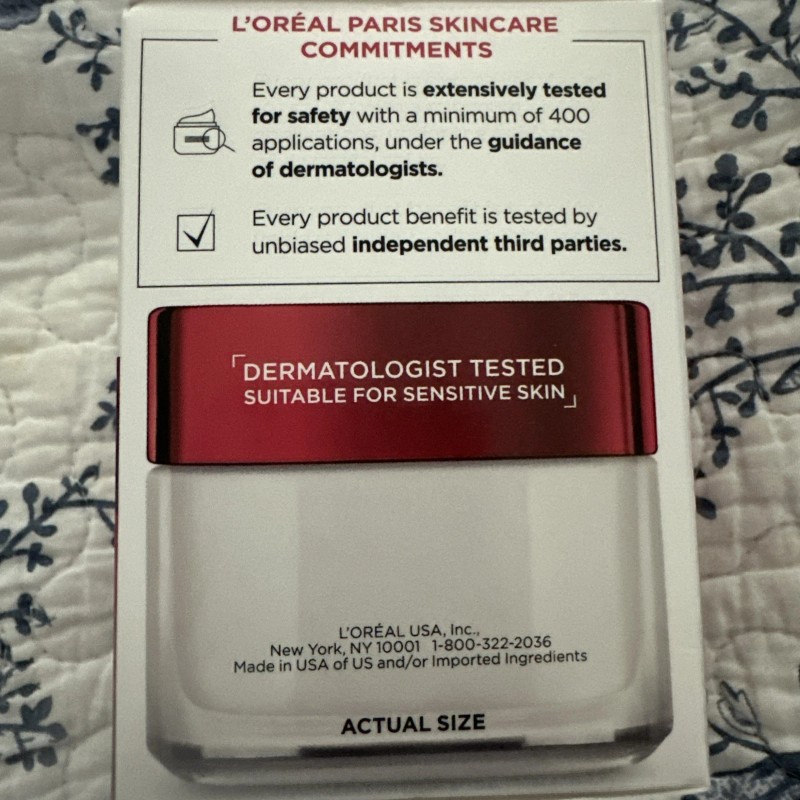 L'ORÉAL PARIS SKINCARE
COMMITMENTS
Every product is extensively tested
for safety with a minimum of 400
applications, under the guidance
of dermatologists.
Every product benefit is tested by
unbiased independent third parties.
DERMATOLOGIST TESTED
SUITABLE FOR SENSITIVE SKIN
L'ORÉAL USA, Inc.,
New York, NY 10001 1-800-322-2036
Made in USA of US and/or Imported Ingredients
ACTUAL SIZE